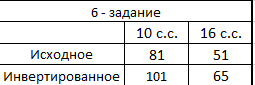 6 - задание
10 с.с. 16 с.с.
Исходное 81 51
Инвертированное 101 65